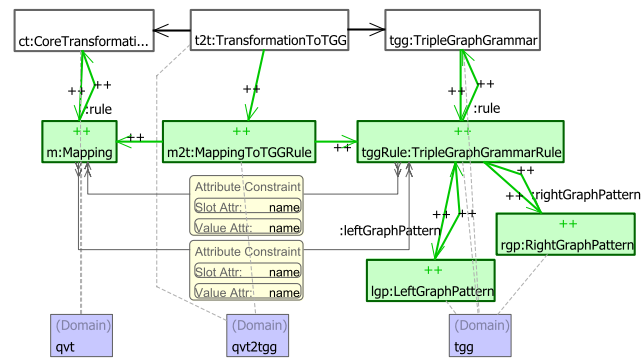 ct:CoreTransformati...
t2t:TransformationToTGG
tgg:TripleGraphGrammar
++
++
:rule
++
++
++
:rule
++
m:Mapping
++
++
m2t:MappingToTGGRule
++
++
tggRule:TripleGraphGrammarRule
Attribute Constraint
Slot Attr: name
Value Attr: name
++
:rightGraphPattern
++
++
++
:leftGraphPattern
++
rgp:RightGraphPattern
Attribute Constraint
Slot Attr: name
Value Attr: name
++
lgp:LeftGraphPattern
(Domain)
qvt
(Domain)
qvt2tgg
(Domain)
tgg